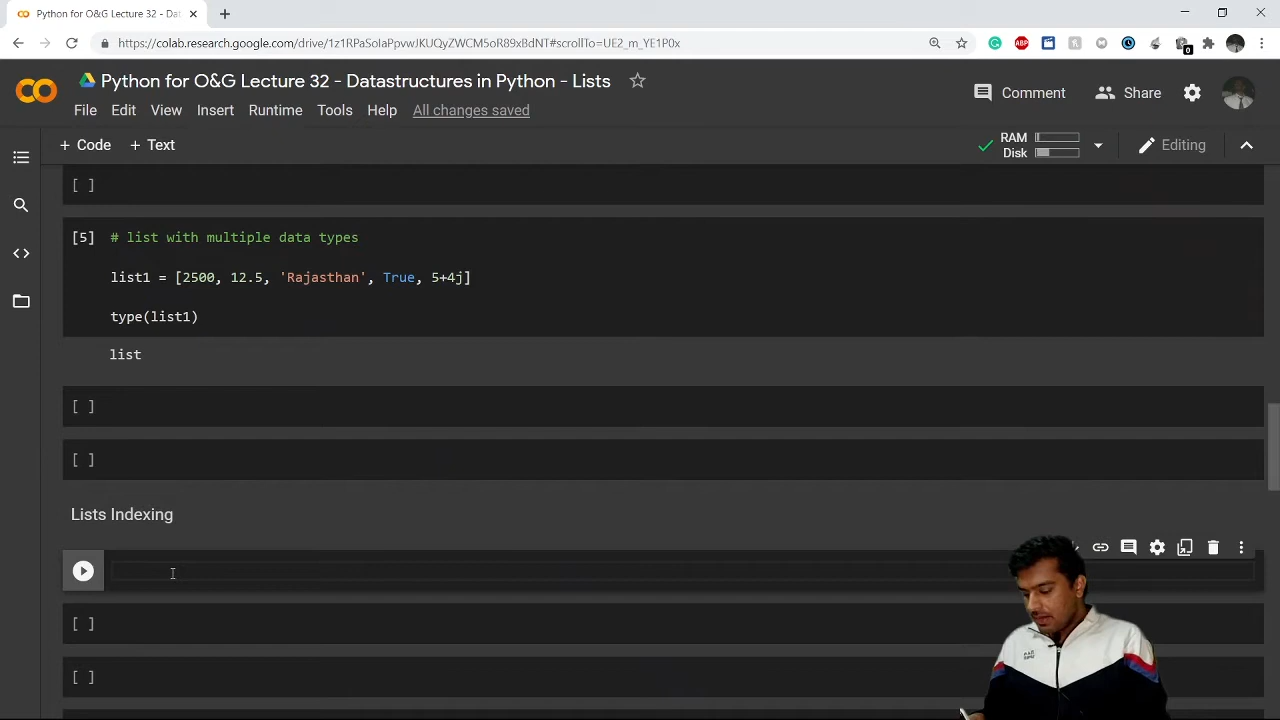 Python for O&G Lecture 32 - Dat
https://colab.research.google.com/drive/1z1RPaSolaPpvwJKUQyZWCM5oR89xBdNT#scrollTo=UE2_m_YE1P0x
ABP
0
Python for O&G Lecture 32 - Datastructures in Python - Lists
File Edit View Insert Runtime Tools Help All changes saved
Comment Share
+ Code + Text
RAM
Disk
Editing
[ ]
[5] # list with multiple data types
list1 = [2500, 12.5, 'Rajasthan', True, 5+4j]
type(list1)
list
[ ]
[ ]
Lists Indexing
[ ]
[ ]